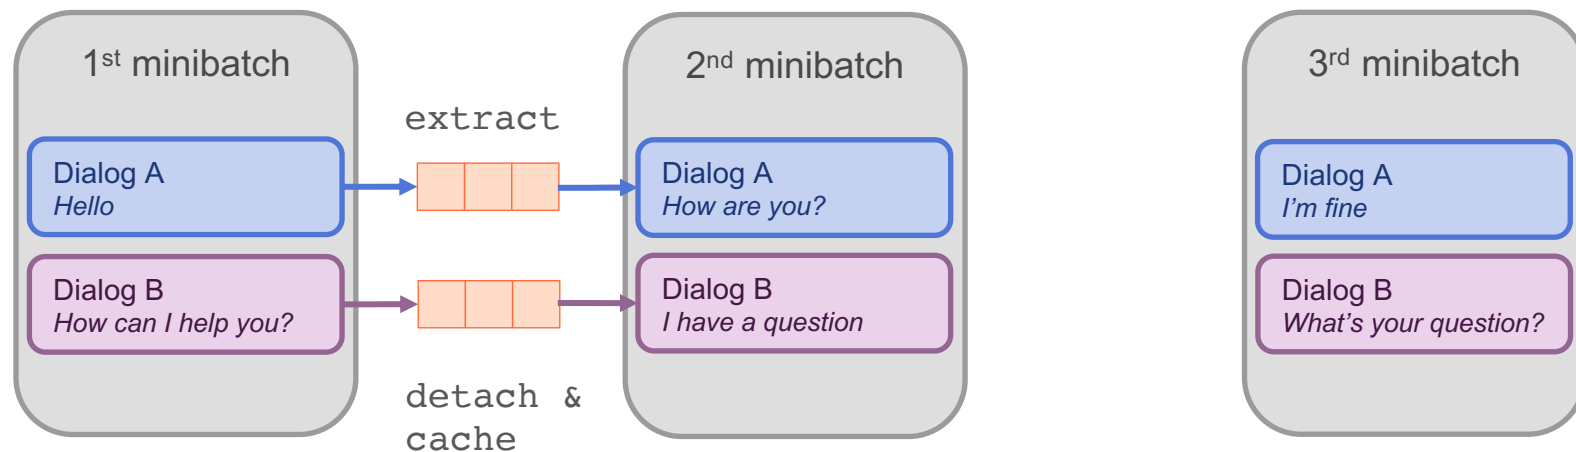 1st minibatch
Dialog A
Hello
Dialog B
How can I help you?
extract
detach &
cache
2nd minibatch
Dialog A
How are you?
Dialog B
I have a question
3rd minibatch
Dialog A
I'm fine
Dialog B
What's your question?